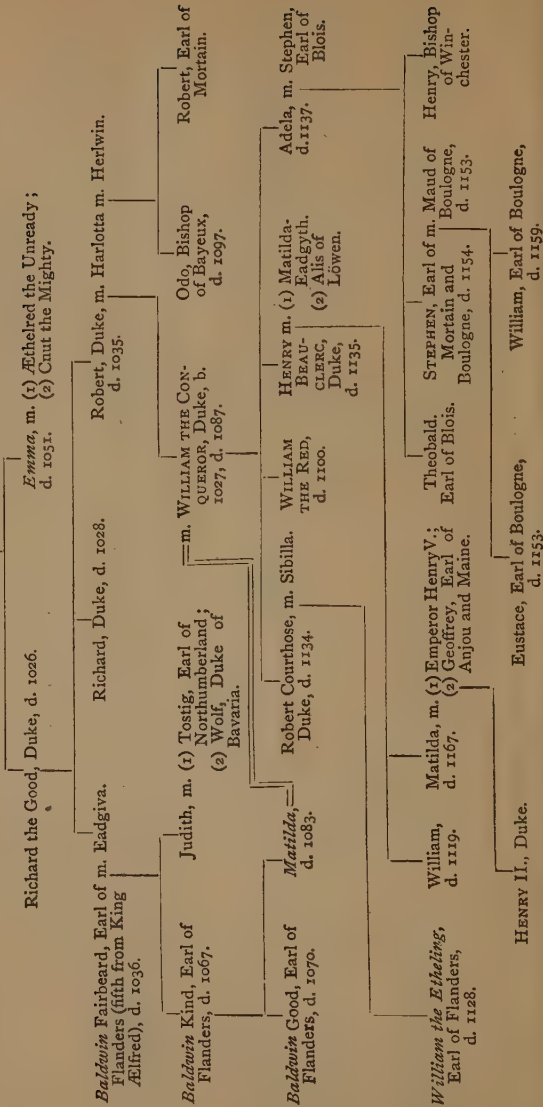 Richard the Good, Duke, d. 1026.
Emma, m. (1) Æthelred the Unready;
d. 1051. (2) Cnut the Mighty.
Baldwin Fairbeard, Earl of m. Eadgiva.
Flanders (fifth from King
Ælfred), d. 1036.
Richard, Duke, d. 1028.
Robert, Duke, m. Harlotta m. Herlwin.
d. 1035.
Baldwin Kind, Earl of
Flanders, d. 1067.
Judith, m. (1) Tostig, Earl of
Northumberland;
(2) Wolf, Duke of
Bavaria.
m. WILLIAM THE CON-
QUEROR, Duke, b.
1027, d. 1087.
Odo, Bishop
of Bayeux,
d. 1097.
Robert, Earl of
Mortain.
Baldwin Good, Earl of
Flanders, d. 1070.
Matilda,
d. 1083.
Robert Courthose, m. Sibilla.
Duke, d. 1134.
WILLIAM
THE RED,
d. 1100.
HENRY m. (1) Matilda-
BEAU- Eadgyth.
CLERC, (2) Alis of
Duke, Löwen.
d. 1135.
Adela, m. Stephen,
d. 1137. Earl of
Blois.
William the Etheling,
Earl of Flanders,
d. 1128.
William,
d. 1119.
Matilda, m. (1) Emperor Henry V.;
d. 1167. (2) Geoffrey, Earl of
Anjou and Maine.
Theobald.
Earl of Blois.
STEPHEN, Earl of m. Maud of
Mortain and Boulogne,
Boulogne, d. 1154. d. 1153.
Henry, Bishop
of Win-
chester.
HENRY II., Duke.
Eustace, Earl of Boulogne,
d. 1153.
William, Earl of Boulogne,
d. 1159.